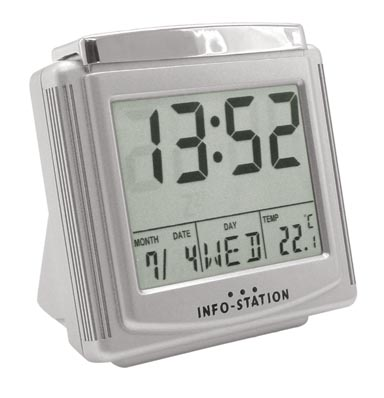 13:52
MONTH DATE DAY TEMP °C
7/ 4 WED 22.1
INFO-STATION